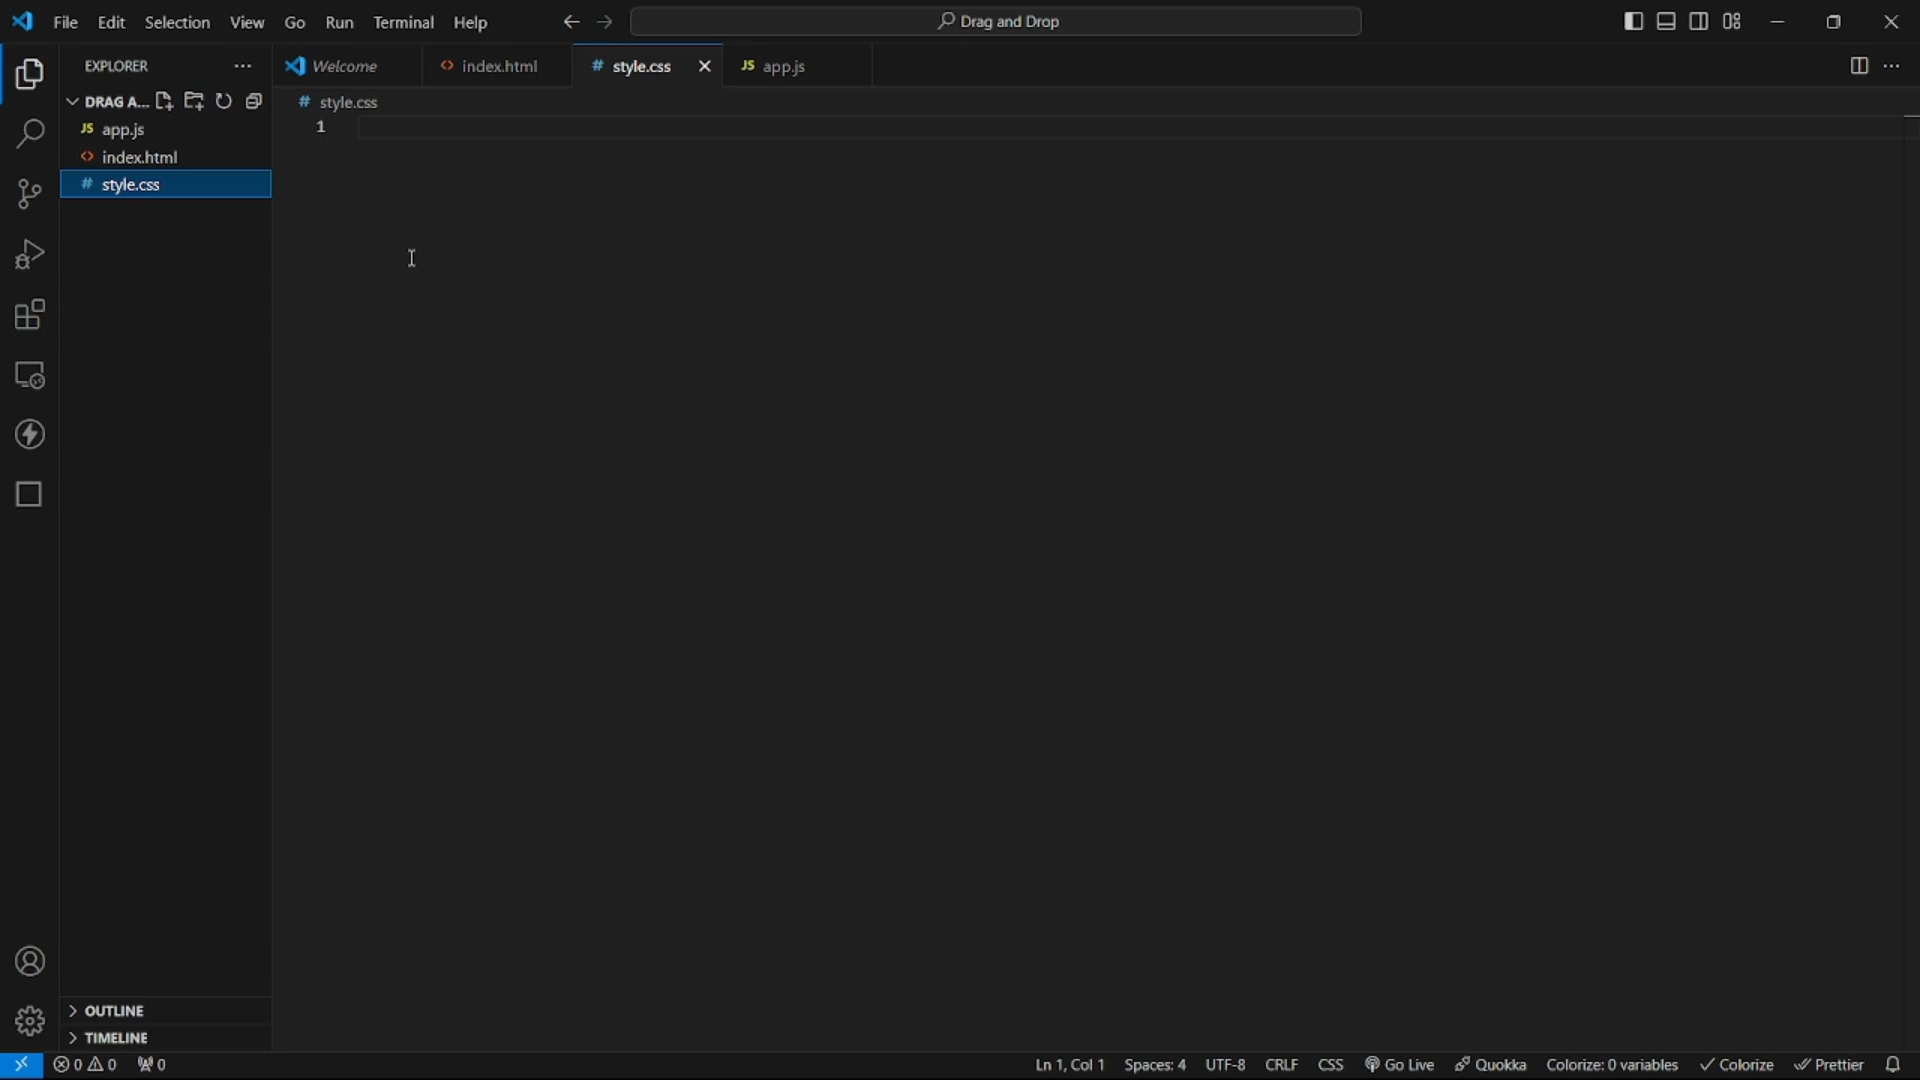 File Edit Selection View Go Run Terminal Help Drag and Drop
EXPLORER
Welcome index.html style.css app.js
DRAG A...
style.css
1
JS app.js
index.html
# style.css
OUTLINE
TIMELINE
0 0 0 Ln 1, Col 1 Spaces: 4 UTF-8 CRLF CSS Go Live Quokka Colorize: 0 variables Colorize Prettier